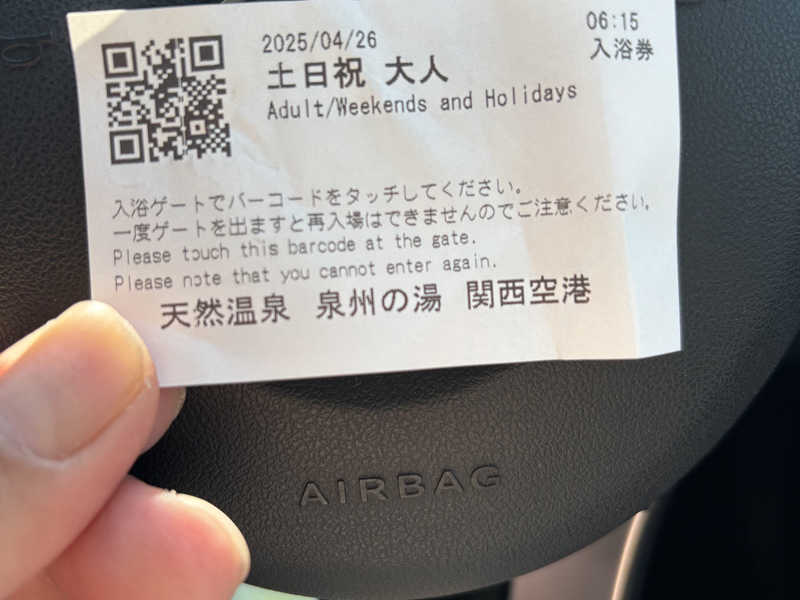 2025/04/26
06:15
土日祝 大人
入浴券
Adult/Weekends and Holidays
入浴ゲートでバーコードをタッチしてください。
一度ゲートを出ますと再入場はできませんのでご注意ください。
Please touch this barcode at the gate.
Please note that you cannot enter again.
天然温泉 泉州の湯 関西空港
AIRBAG